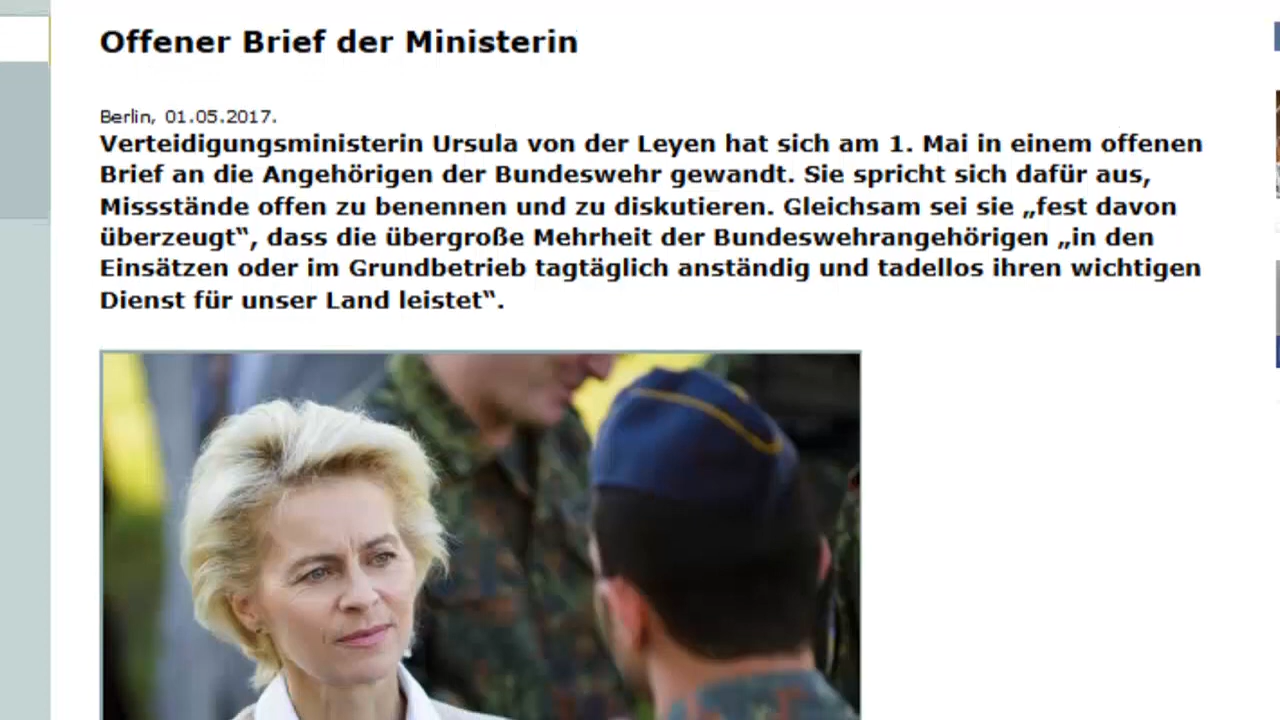 Offener Brief der Ministerin
Berlin, 01.05.2017.
Verteidigungsministerin Ursula von der Leyen hat sich am 1. Mai in einem offenen
Brief an die Angehörigen der Bundeswehr gewandt. Sie spricht sich dafür aus,
Missstände offen zu benennen und zu diskutieren. Gleichsam sei sie „fest davon
überzeugt“, dass die übergroße Mehrheit der Bundeswehrangehörigen „in den
Einsätzen oder im Grundbetrieb tagtäglich anständig und tadellos ihren wichtigen
Dienst für unser Land leistet“.